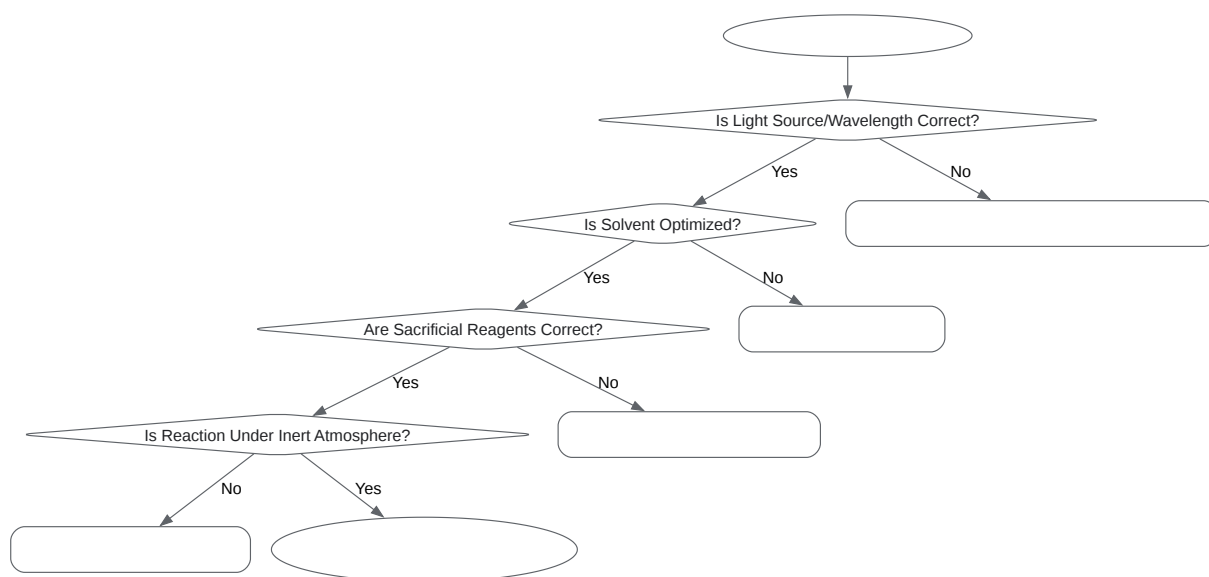 Is Light Source/Wavelength Correct?
Yes
No
Is Solvent Optimized?
Yes
No
Are Sacrificial Reagents Correct?
Yes
No
Is Reaction Under Inert Atmosphere?
No
Yes